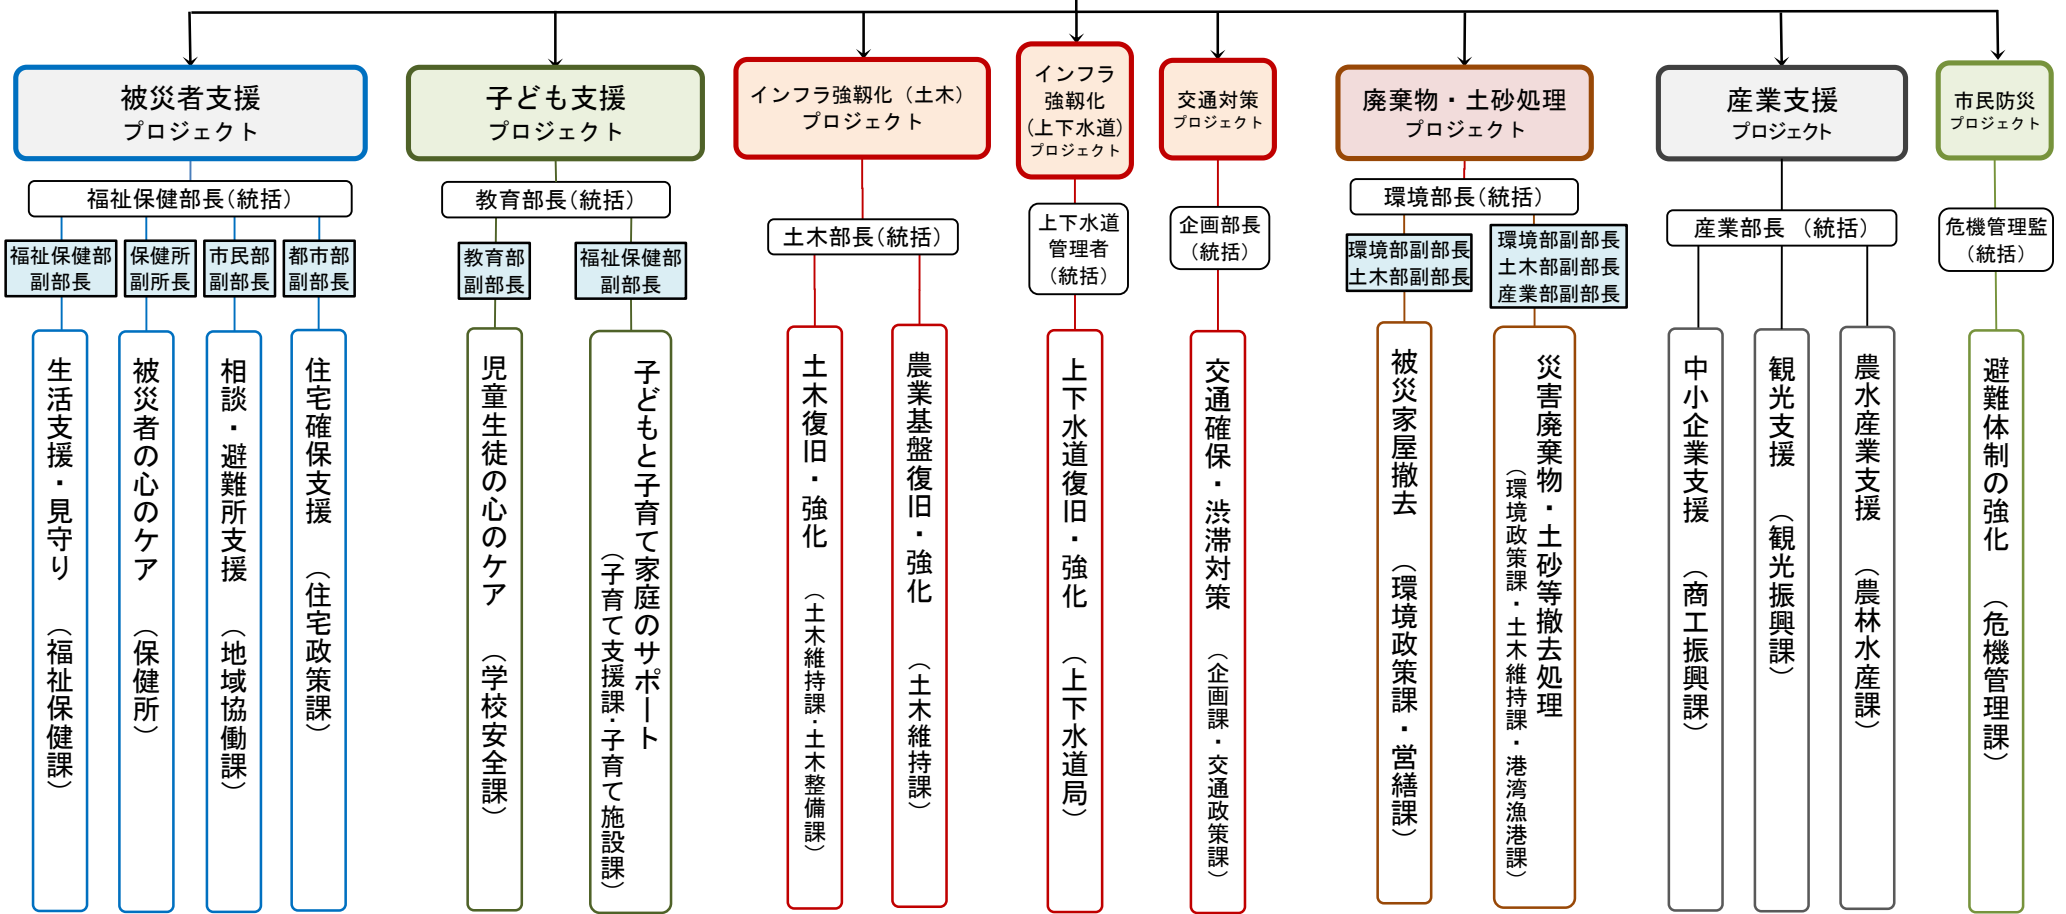 被災者支援
プロジェクト
福祉保健部長(統括)
福祉保健部
副部長
保健所
副所長
市民部
副部長
都市部
副部長
生活支援・見守り (福祉保健課)
被災者の心のケア (保健所)
相談・避難所支援 (地域協働課)
住宅確保支援 (住宅政策課)
子ども支援
プロジェクト
教育部長(統括)
教育部
副部長
福祉保健部
副部長
児童生徒の心のケア (学校安全課)
子どもと子育て家庭のサポート
(子育て支援課・子育て施設課)
インフラ強靱化(土木)
プロジェクト
土木部長(統括)
土木復旧・強化 (土木維持課・土木整備課)
農業基盤復旧・強化 (土木維持課)
インフラ
強靱化
(上下水道)
プロジェクト
上下水道
管理者
(統括)
上下水道復旧・強化 (上下水道局)
交通対策
プロジェクト
企画部長
(統括)
交通確保・渋滞対策 (企画課・交通政策課)
廃棄物・土砂処理
プロジェクト
環境部長(統括)
環境部副部長
土木部副部長
環境部副部長
土木部副部長
産業部副部長
被災家屋撤去 (環境政策課・営繕課)
災害廃棄物・土砂等撤去処理
(環境政策課・土木維持課・港湾漁港課)
産業支援
プロジェクト
産業部長 (統括)
中小企業支援 (商工振興課)
観光支援 (観光振興課)
農水産業支援 (農林水産課)
市民防災
プロジェクト
危機管理監
(統括)
避難体制の強化 (危機管理課)